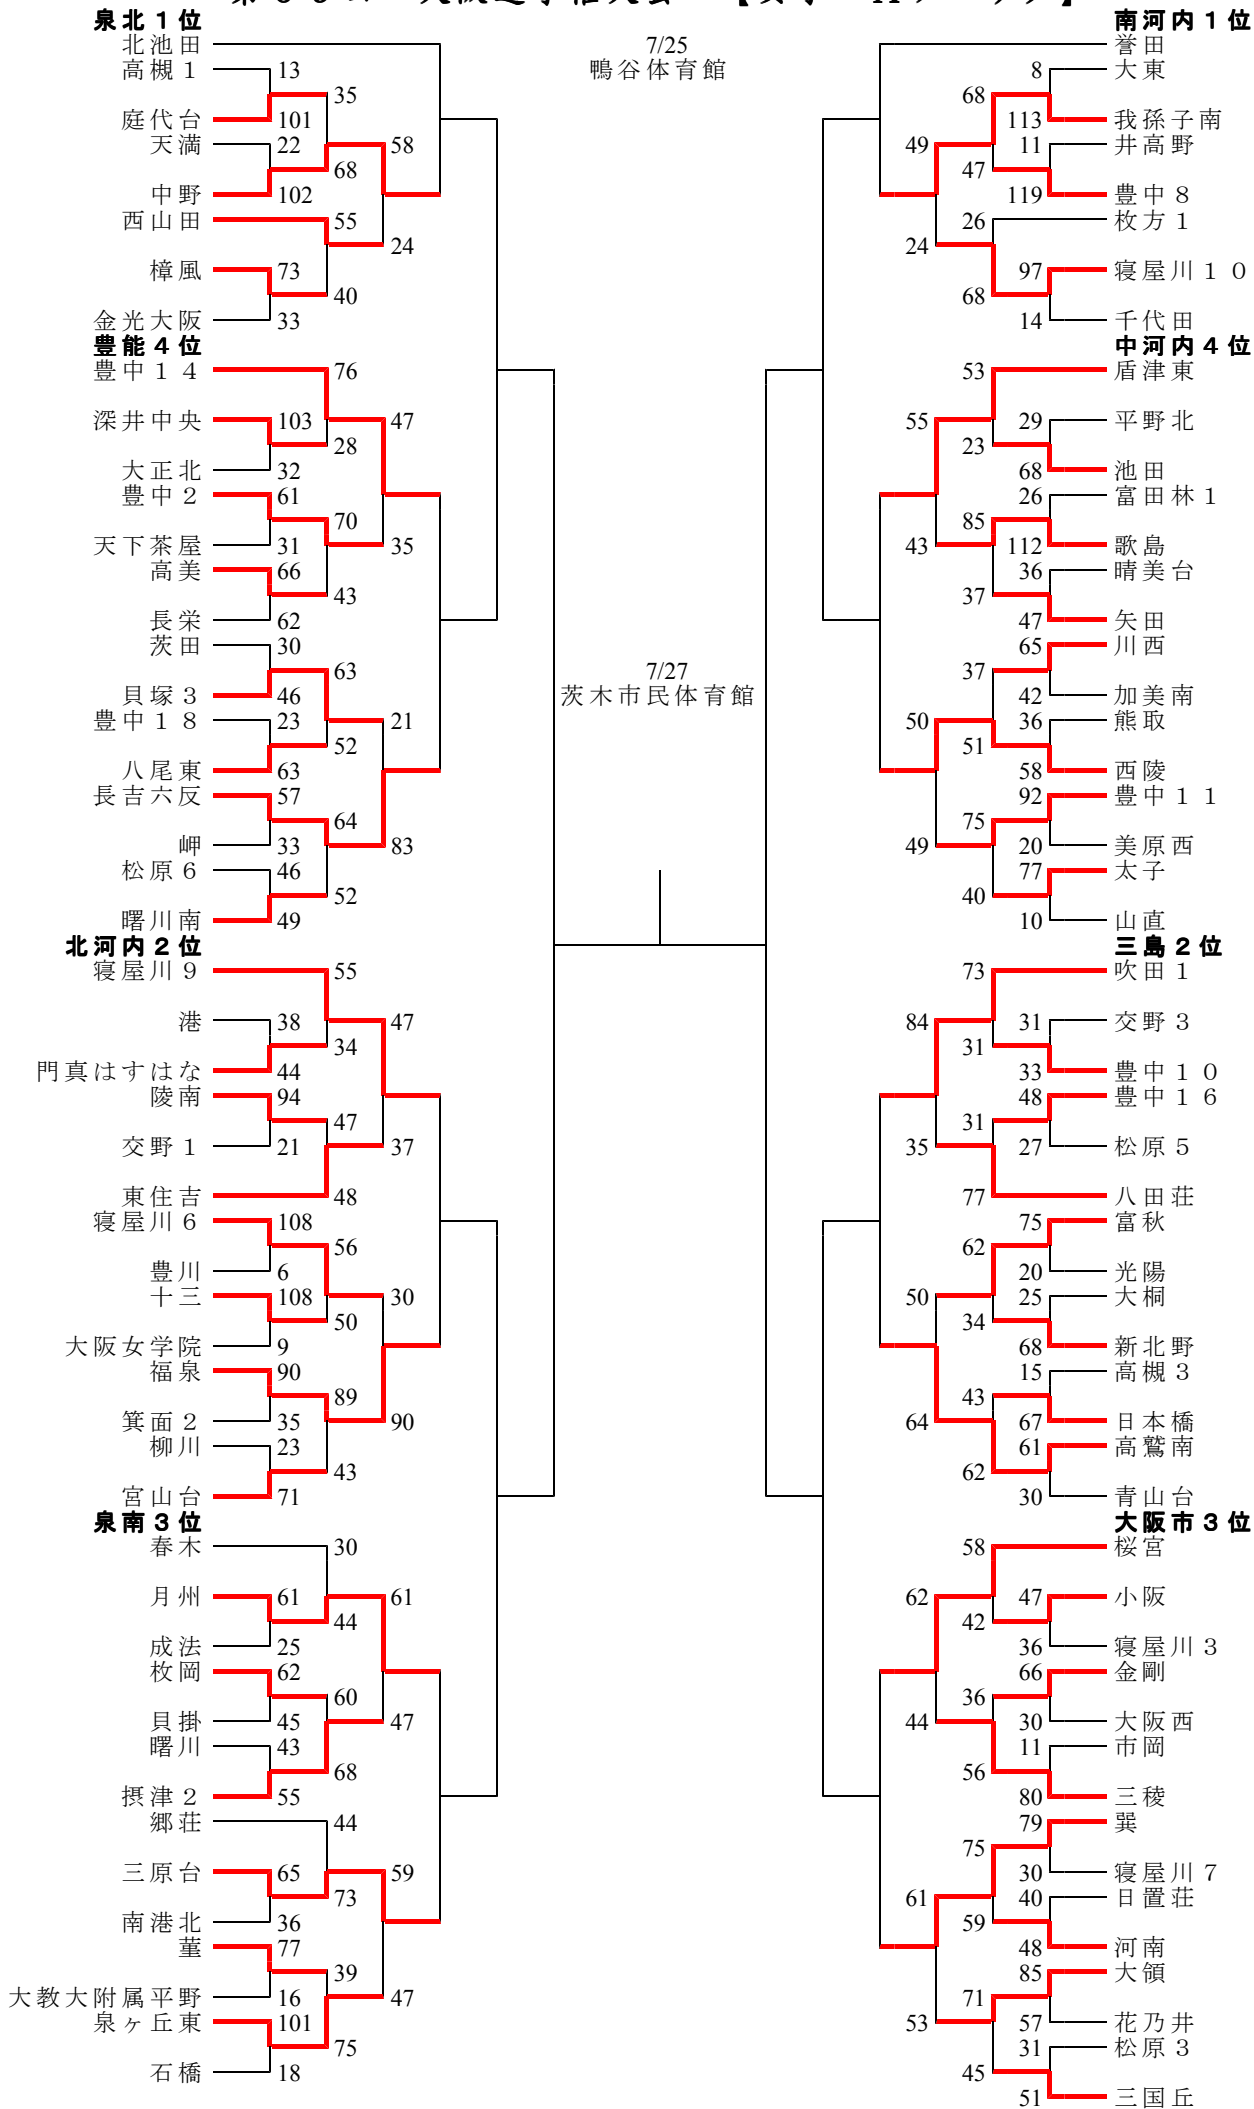 泉北１位
北池田
高槻１ 13
35
庭代台 101
天満 22
58
68
中野 102
西山田 55
24
樟風 73
40
金光大阪 33
豊能４位
豊中１４ 76
深井中央 103
47
28
大正北 32
豊中２ 61
70
天下茶屋 31
35
高美 66
43
長栄 62
茨田 30
63
貝塚３ 46
豊中１８ 23
21
52
八尾東 63
長吉六反 57
64
岬 33
83
松原６ 46
52
曙川南 49
北河内２位
寝屋川９ 55
港 38
47
34
門真はすはな 44
陵南 94
47
交野１ 21
37
東住吉 48
寝屋川６ 108
56
豊川 6
十三 108
30
50
大阪女学院 9
福泉 90
89
箕面２ 35
90
柳川 23
43
宮山台 71
泉南３位
春木 30
月州 61
61
44
成法 25
枚岡 62
60
貝掛 45
47
曙川 43
68
摂津２ 55
郷荘 44
三原台 65
59
73
南港北 36
菫 77
39
大教大附属平野 16
47
泉ヶ丘東 101
75
石橋 18
7/25
鴨谷体育館
7/27
茨木市民体育館
南河内１位
誉田
8 大東
68
113 我孫子南
49
11 井高野
47
119 豊中８
26 枚方１
24
97 寝屋川１０
68
14 千代田
中河内４位
53 盾津東
55
29 平野北
23
68 池田
26 富田林１
85
43
112 歌島
36 晴美台
37
47 矢田
65 川西
37
42 加美南
50
36 熊取
51
58 西陵
92 豊中１１
75
49
20 美原西
77 太子
40
10 山直
三島２位
73 吹田１
84
31 交野３
31
33 豊中１０
48 豊中１６
31
35
27 松原５
77 八田荘
75 富秋
62
20 光陽
50
25 大桐
34
68 新北野
15 高槻３
43
64
67 日本橋
61 高鷲南
62
30 青山台
大阪市３位
58 桜宮
62
47 小阪
42
36 寝屋川３
66 金剛
36
44
30 大阪西
11 市岡
56
80 三稜
79 巽
75
30 寝屋川７
61
40 日置荘
59
48 河南
85 大領
71
53
57 花乃井
31 松原３
45
51 三国丘